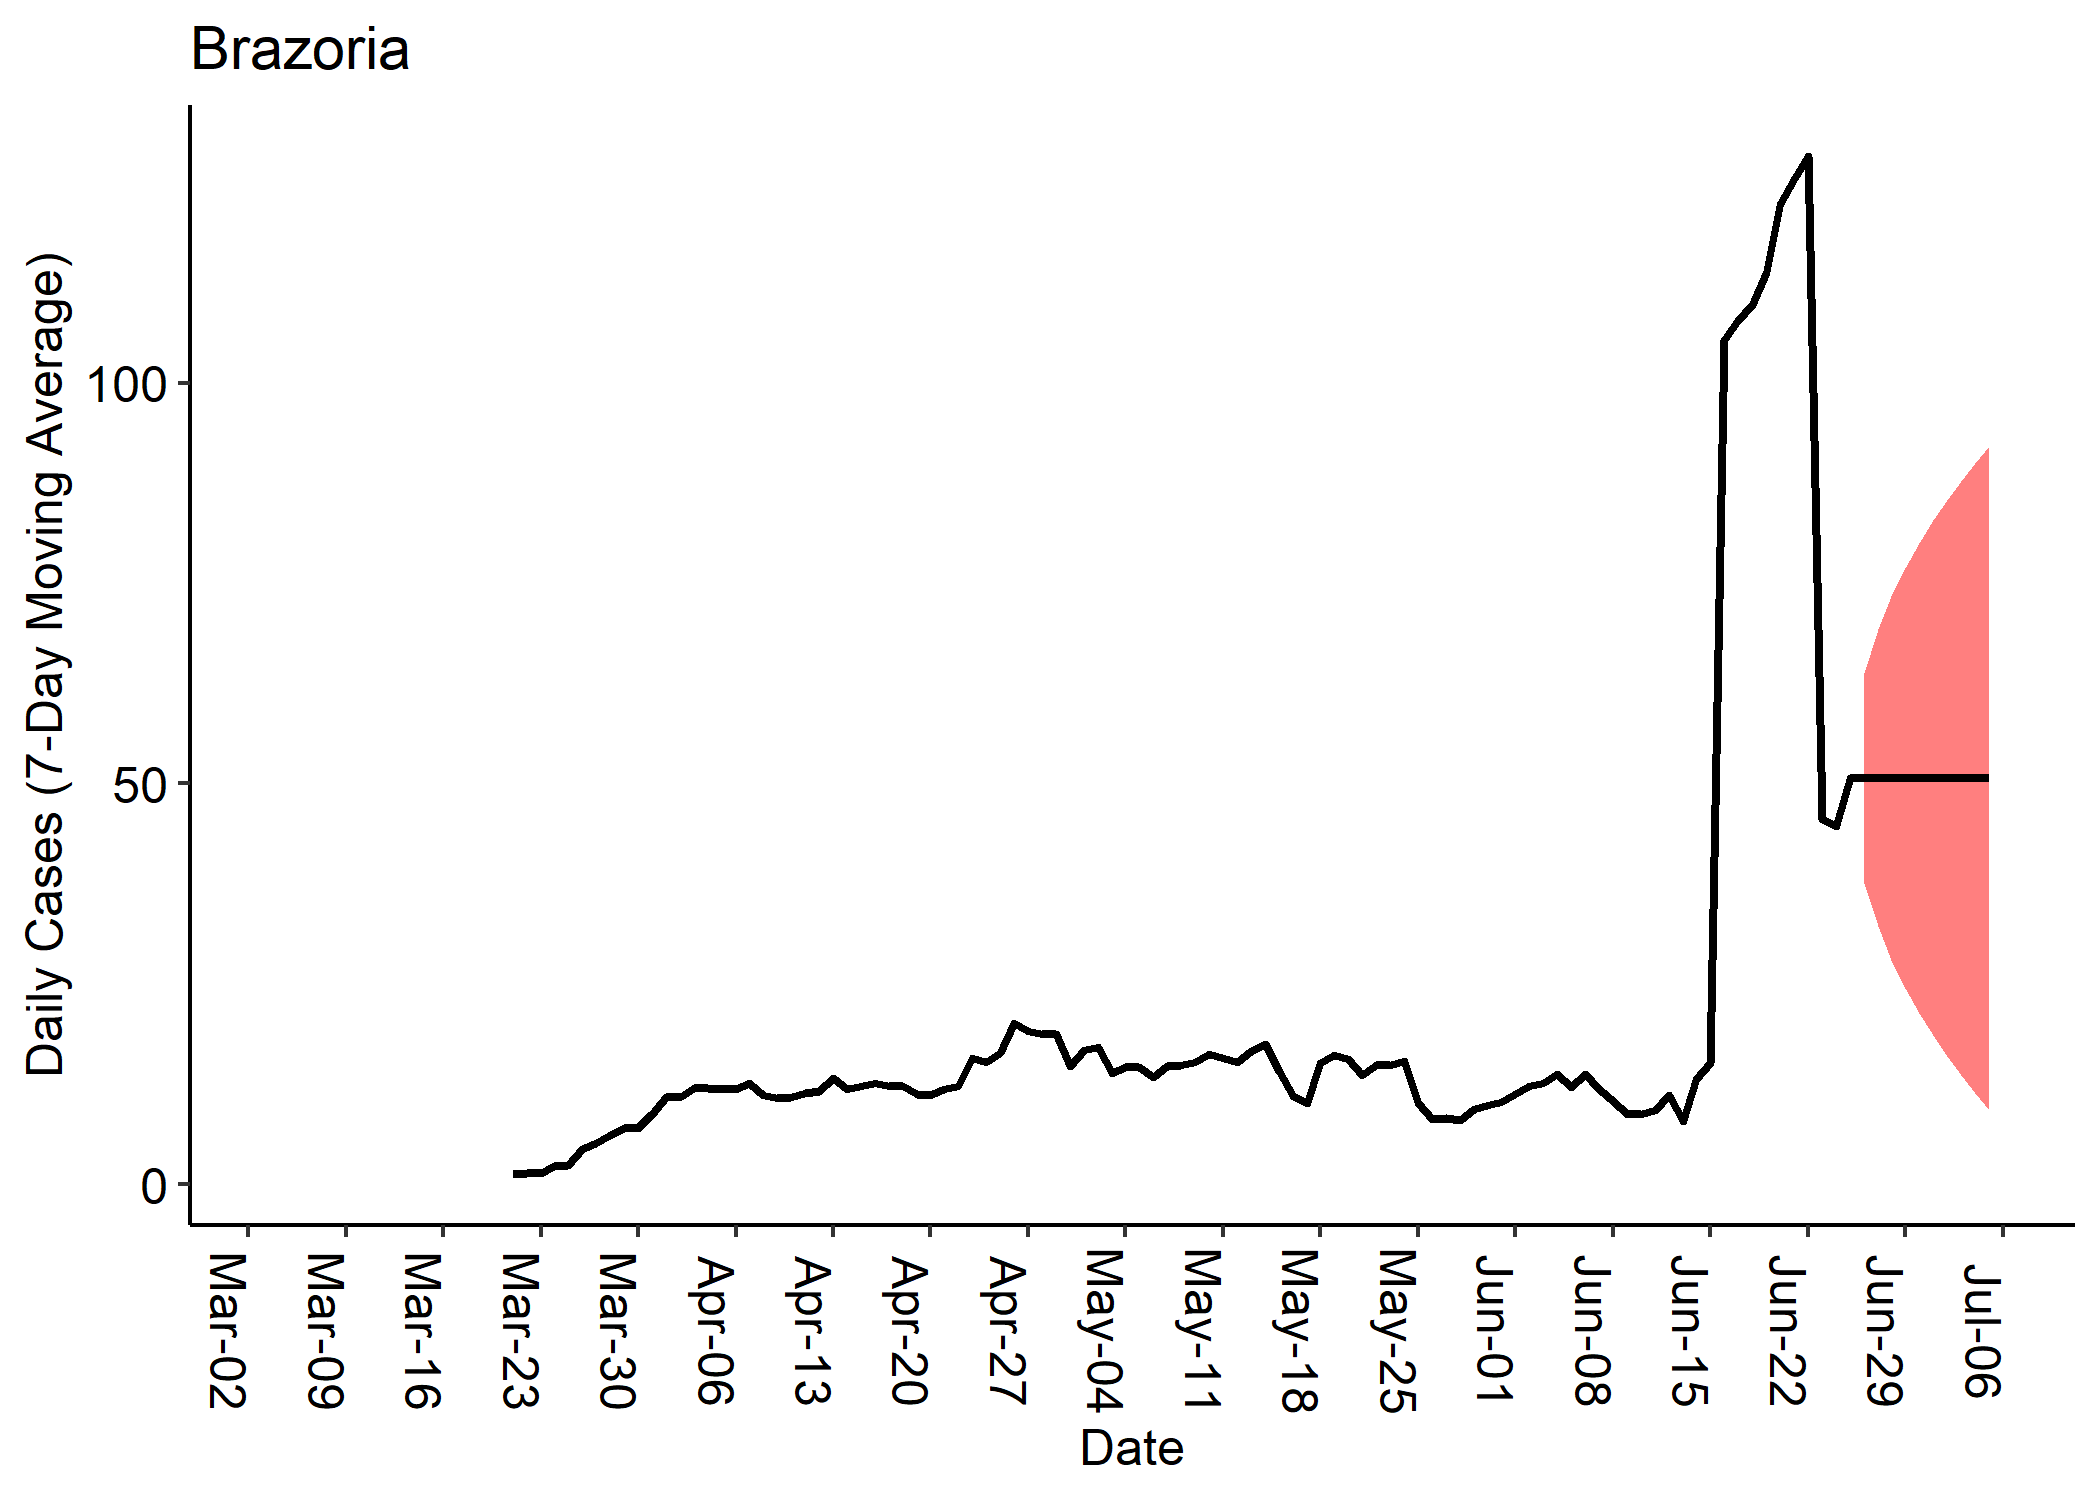 Brazoria
Daily Cases (7-Day Moving Average)
100
50
0
Mar-02
Mar-09
Mar-16
Mar-23
Mar-30
Apr-06
Apr-13
Apr-20
Apr-27
May-04
May-11
May-18
May-25
Jun-01
Jun-08
Jun-15
Jun-22
Jun-29
Jul-06
Date